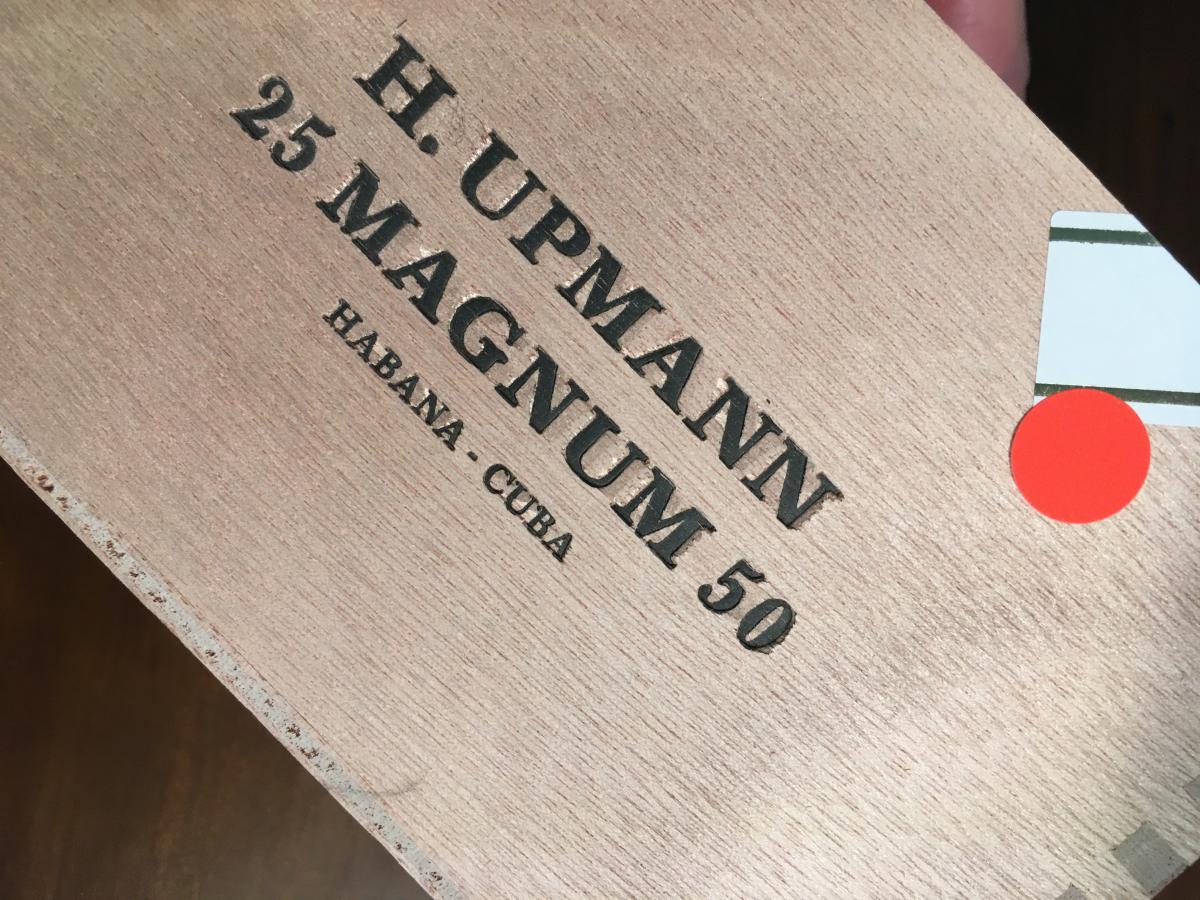 H. UPMANN
25 MAGNUM 50
HABANA - CUBA